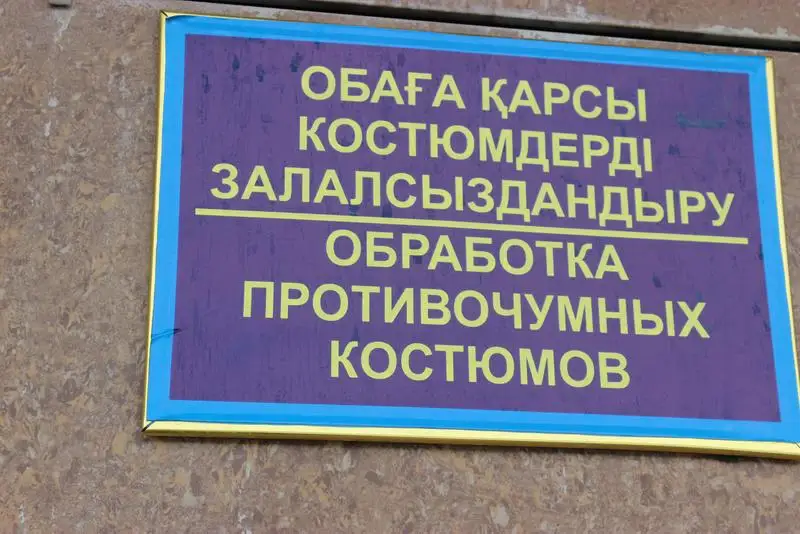 ОБАҒА ҚАРСЫ
КОСТЮМДЕРДІ
ЗАЛАЛСЫЗДАНДЫРУ
ОБРАБОТКА
ПРОТИВОЧУМНЫХ
КОСТЮМОВ